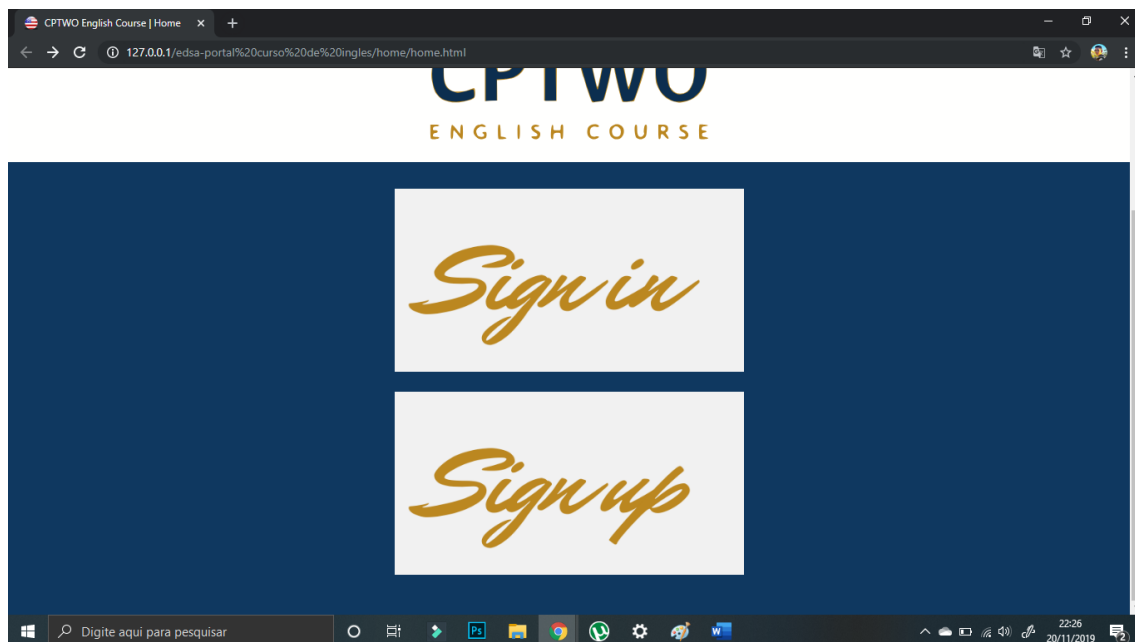 CPTWO English Course | Home
127.0.0.1/edsa-portal%20curso%20de%20ingles/home/home.html
CPTWO
ENGLISH COURSE
Sign in
Sign up
Digite aqui para pesquisar
Ps
W
22:26
20/11/2019